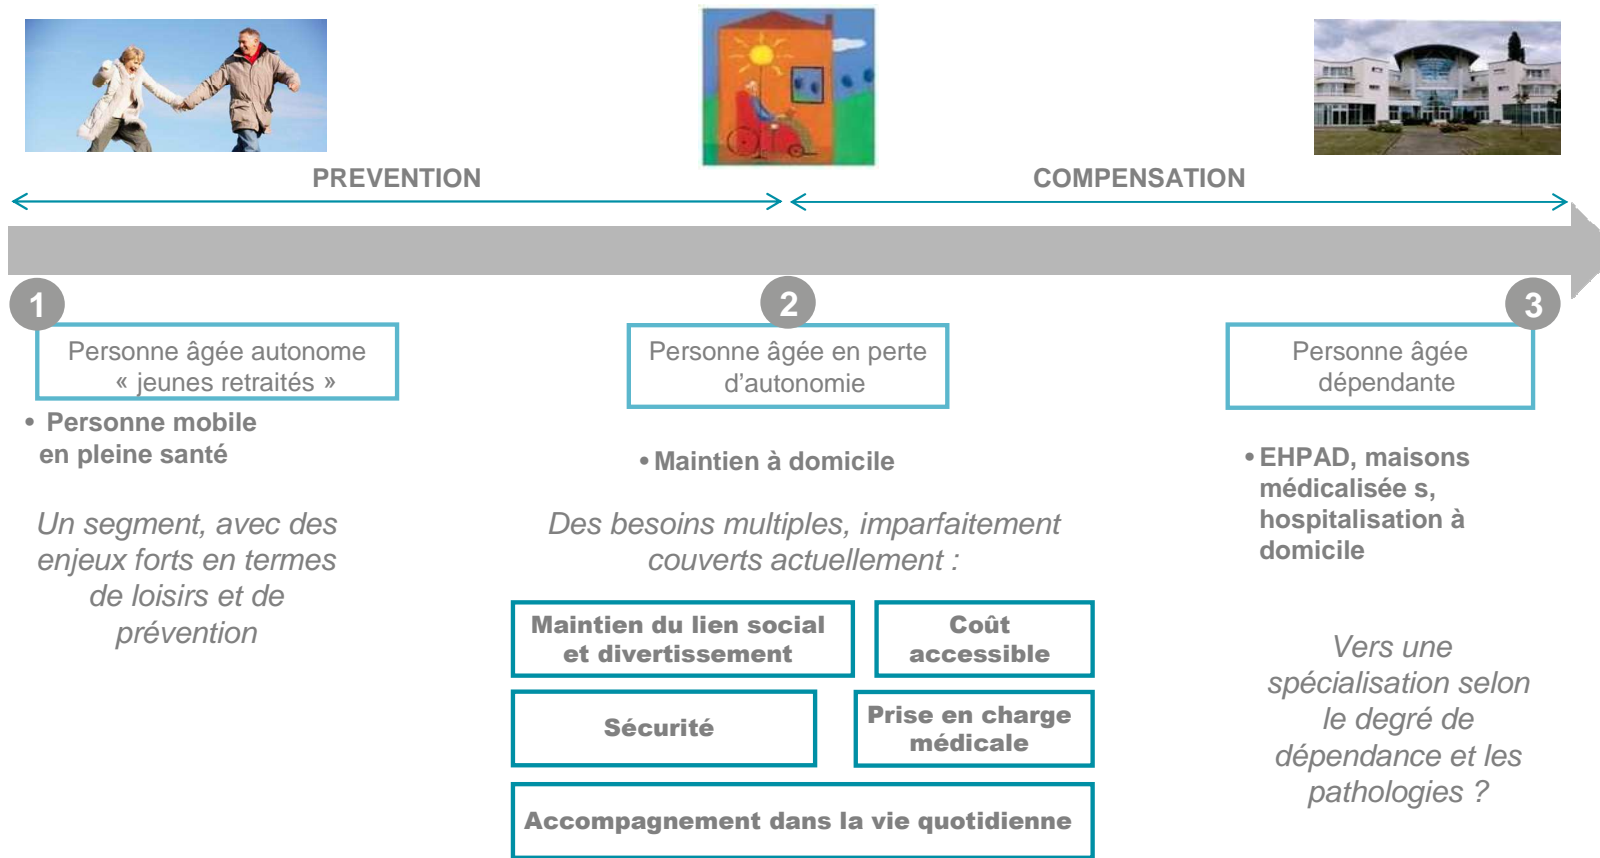 PREVENTION
COMPENSATION
1
2
3
Personne âgée autonome
« jeunes retraités »
• Personne mobile
en pleine santé
Un segment, avec des
enjeux forts en termes
de loisirs et de
prévention
Personne âgée en perte
d’autonomie
• Maintien à domicile
Des besoins multiples, imparfaitement
couverts actuellement :
Maintien du lien social
et divertissement
Coût
accessible
Sécurité
Prise en charge
médicale
Accompagnement dans la vie quotidienne
Personne âgée
dépendante
• EHPAD, maisons
médicalisée s,
hospitalisation à
domicile
Vers une
spécialisation selon
le degré de
dépendance et les
pathologies ?